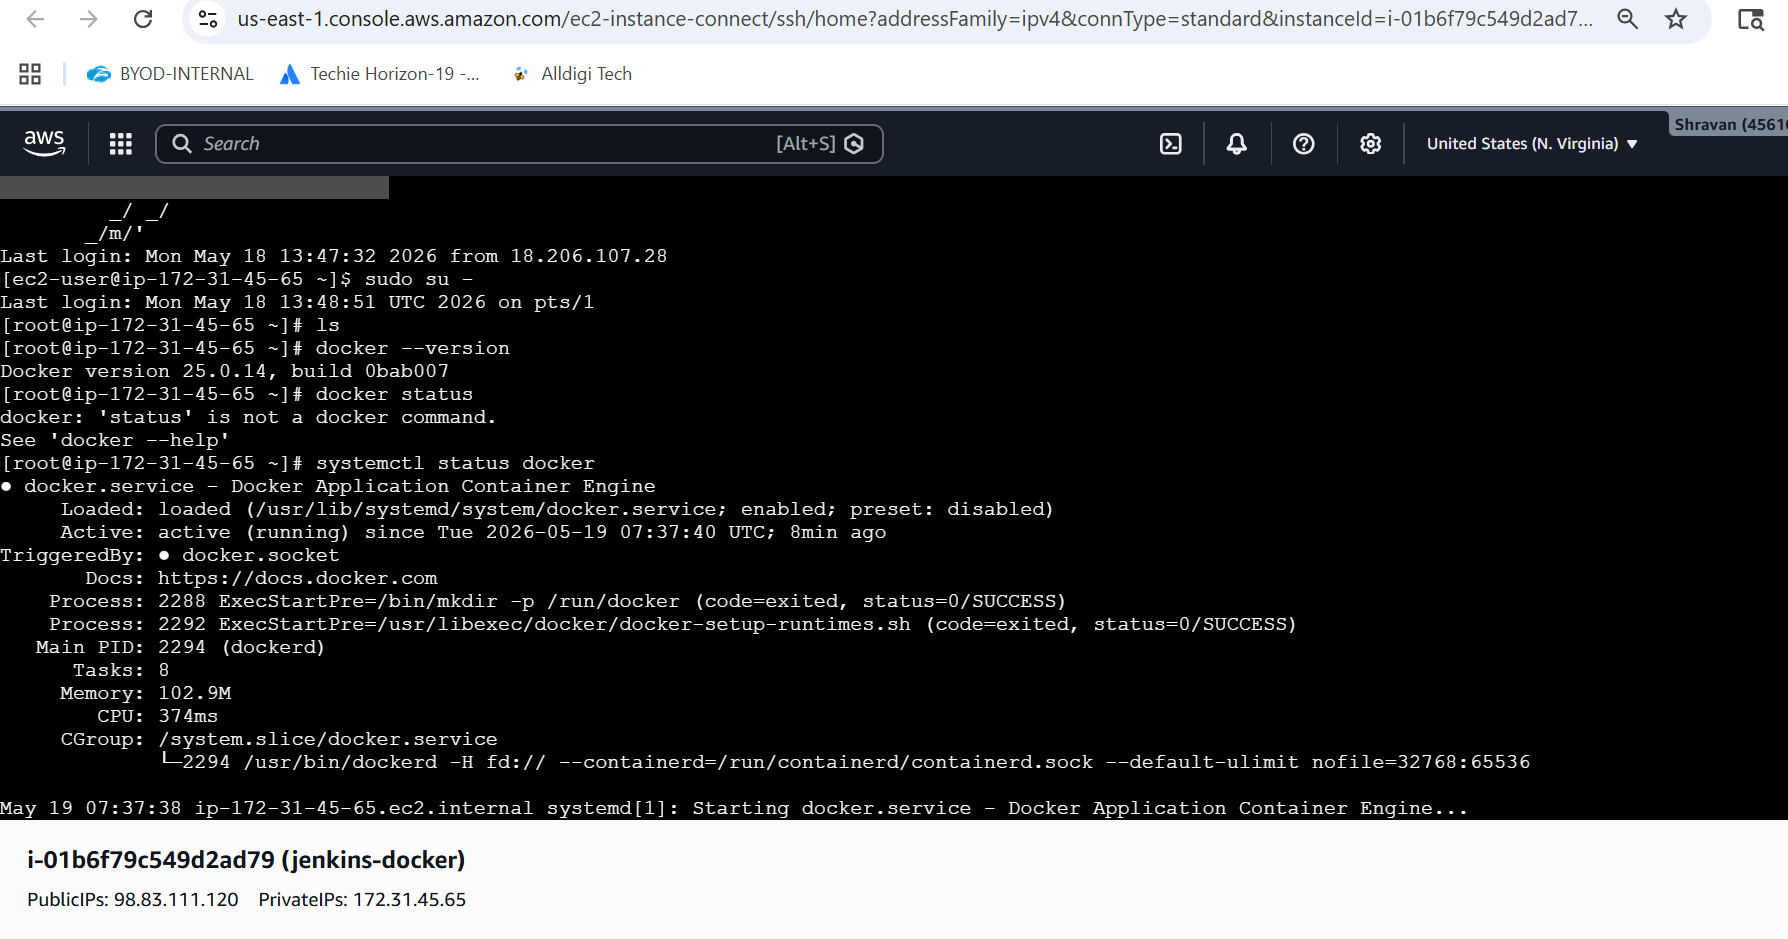 us-east-1.console.aws.amazon.com/ec2-instance-connect/ssh/home?addressFamily=ipv4&connType=standard&instanceId=i-01b6f79c549d2ad7...
BYOD-INTERNAL Techie Horizon-19 -... Alldigi Tech
aws Search [Alt+S] United States (N. Virginia) ▼ Shravan (4561
_/ _/
_/m/'
Last login: Mon May 18 13:47:32 2026 from 18.206.107.28
[ec2-user@ip-172-31-45-65 ~]$ sudo su -
Last login: Mon May 18 13:48:51 UTC 2026 on pts/1
[root@ip-172-31-45-65 ~]# ls
[root@ip-172-31-45-65 ~]# docker --version
Docker version 25.0.14, build 0bab007
[root@ip-172-31-45-65 ~]# docker status
docker: 'status' is not a docker command.
See 'docker --help'
[root@ip-172-31-45-65 ~]# systemctl status docker
● docker.service - Docker Application Container Engine
Loaded: loaded (/usr/lib/systemd/system/docker.service; enabled; preset: disabled)
Active: active (running) since Tue 2026-05-19 07:37:40 UTC; 8min ago
TriggeredBy: ● docker.socket
Docs: https://docs.docker.com
Process: 2288 ExecStartPre=/bin/mkdir -p /run/docker (code=exited, status=0/SUCCESS)
Process: 2292 ExecStartPre=/usr/libexec/docker/docker-setup-runtimes.sh (code=exited, status=0/SUCCESS)
Main PID: 2294 (dockerd)
Tasks: 8
Memory: 102.9M
CPU: 374ms
CGroup: /system.slice/docker.service
└─2294 /usr/bin/dockerd -H fd:// --containerd=/run/containerd/containerd.sock --default-ulimit nofile=32768:65536
May 19 07:37:38 ip-172-31-45-65.ec2.internal systemd[1]: Starting docker.service - Docker Application Container Engine...
i-01b6f79c549d2ad79 (jenkins-docker)
PublicIPs: 98.83.111.120 PrivateIPs: 172.31.45.65